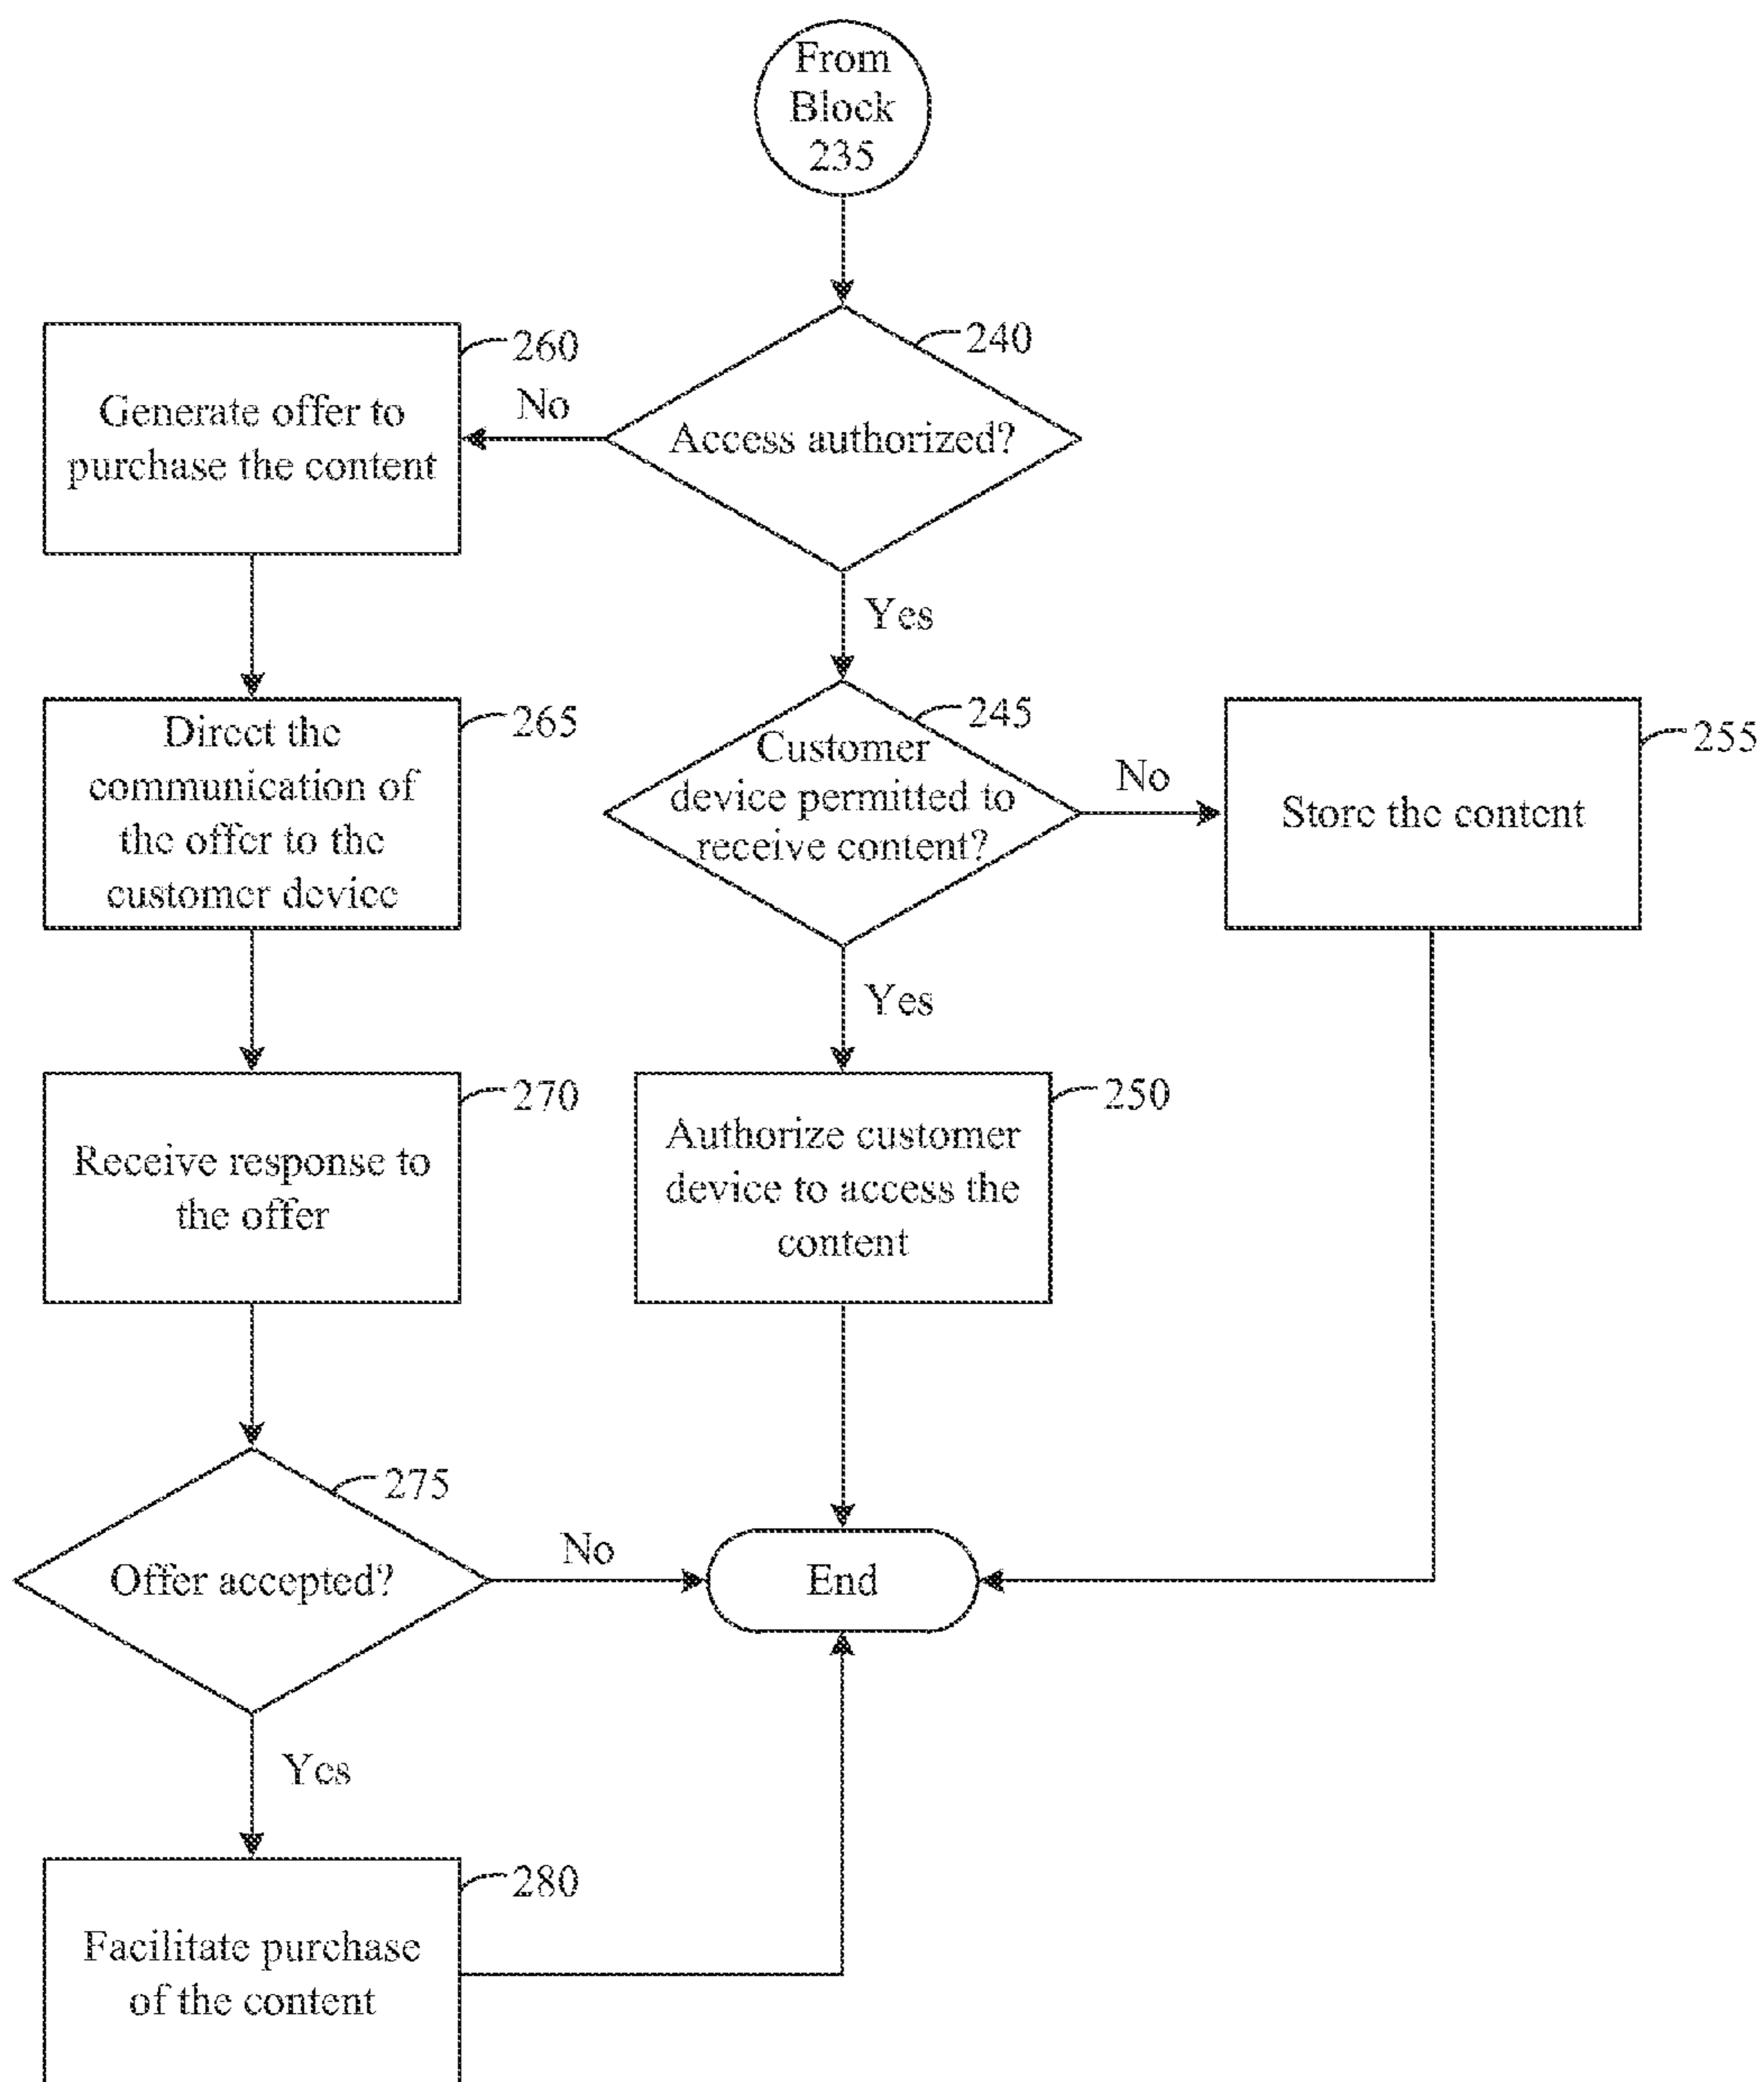 From
Block
235
240
Access authorized?
No
260
Generate offer to
purchase the content
Yes
265
Direct the
communication of
the offer to the
customer device
245
Customer
device permitted to
receive content?
No
255
Store the content
Yes
270
Receive response to
the offer
250
Authorize customer
device to access the
content
275
Offer accepted?
No
End
Yes
280
Facilitate purchase
of the content